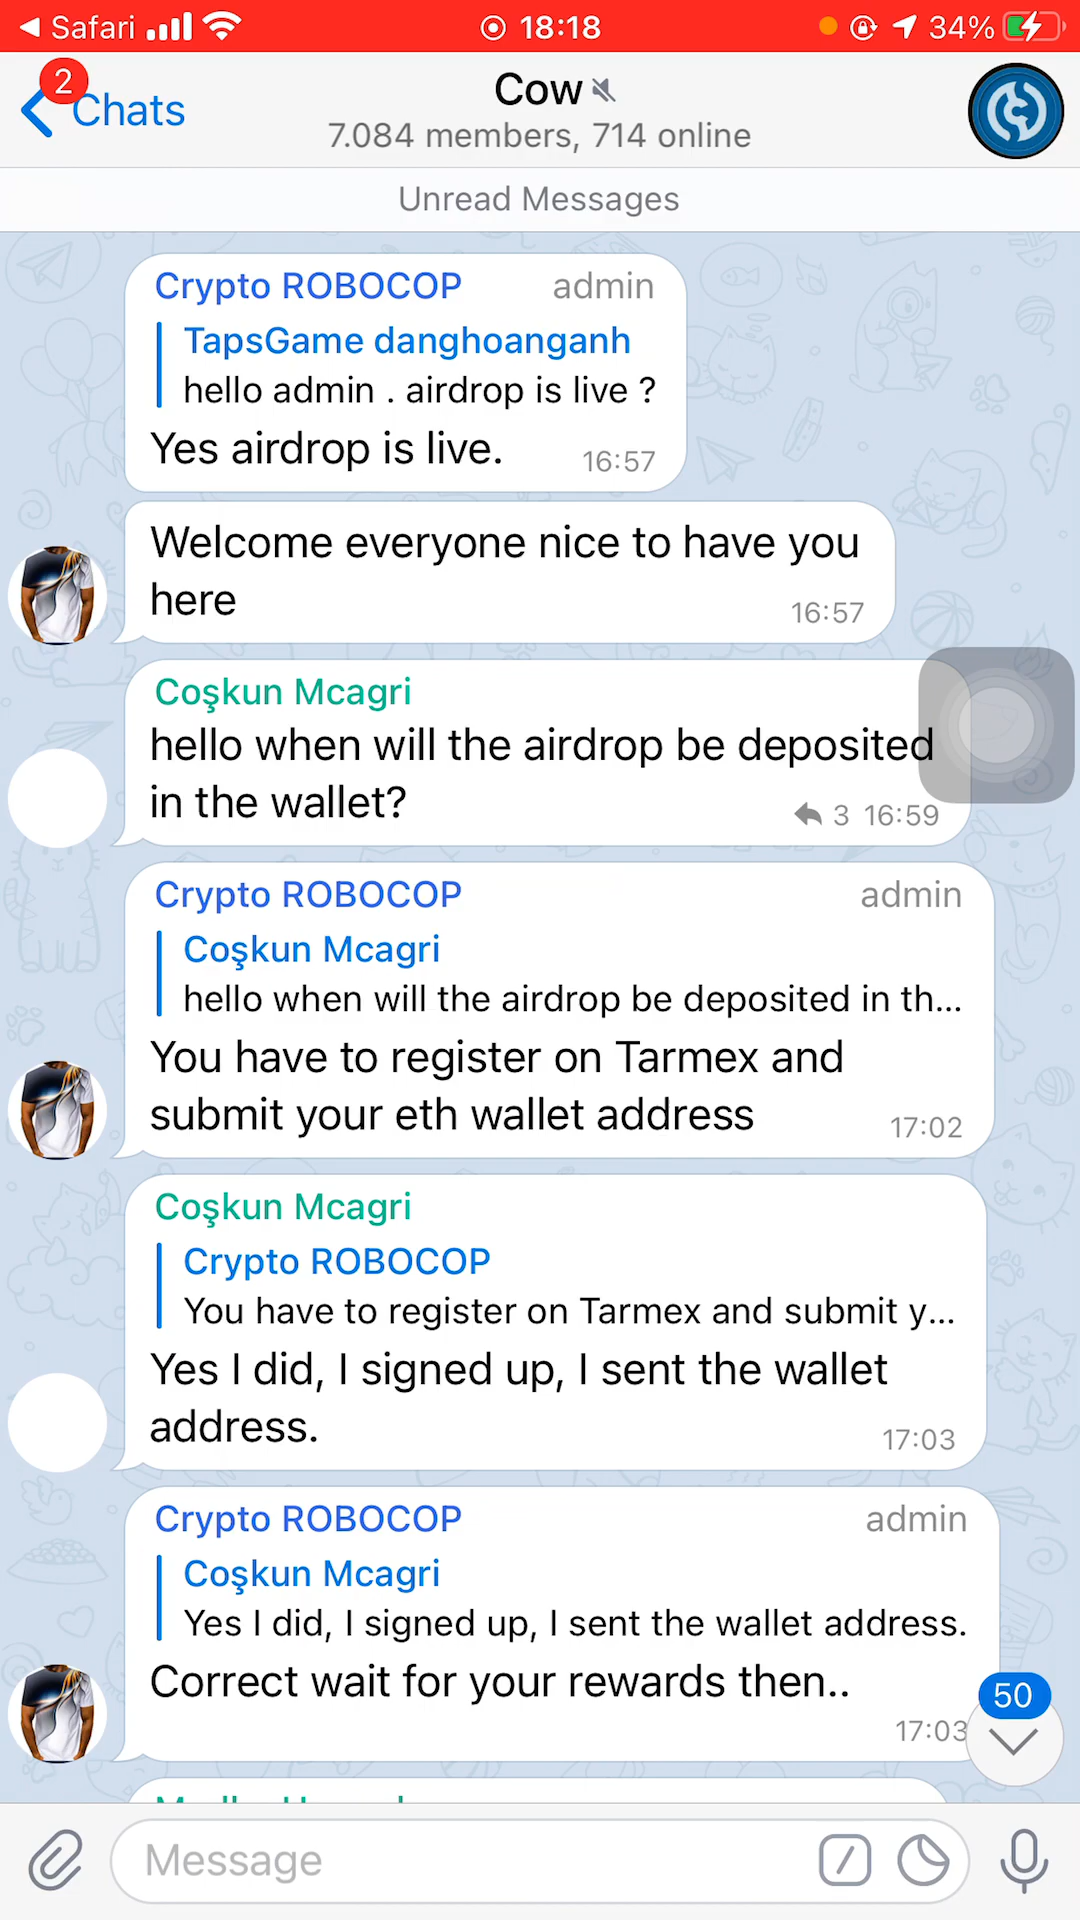 Safari 18:18 34%
2
Chats
Cow
7.084 members, 714 online
Unread Messages
Crypto ROBOCOP admin
TapsGame danghoanganh
hello admin . airdrop is live ?
Yes airdrop is live. 16:57
Welcome everyone nice to have you
here 16:57
Coşkun Mcagri
hello when will the airdrop be deposited
in the wallet? 3 16:59
Crypto ROBOCOP admin
Coşkun Mcagri
hello when will the airdrop be deposited in th...
You have to register on Tarmex and
submit your eth wallet address 17:02
Coşkun Mcagri
Crypto ROBOCOP
You have to register on Tarmex and submit y...
Yes I did, I signed up, I sent the wallet
address. 17:03
Crypto ROBOCOP admin
Coşkun Mcagri
Yes I did, I signed up, I sent the wallet address.
Correct wait for your rewards then..
17:03
50
Message